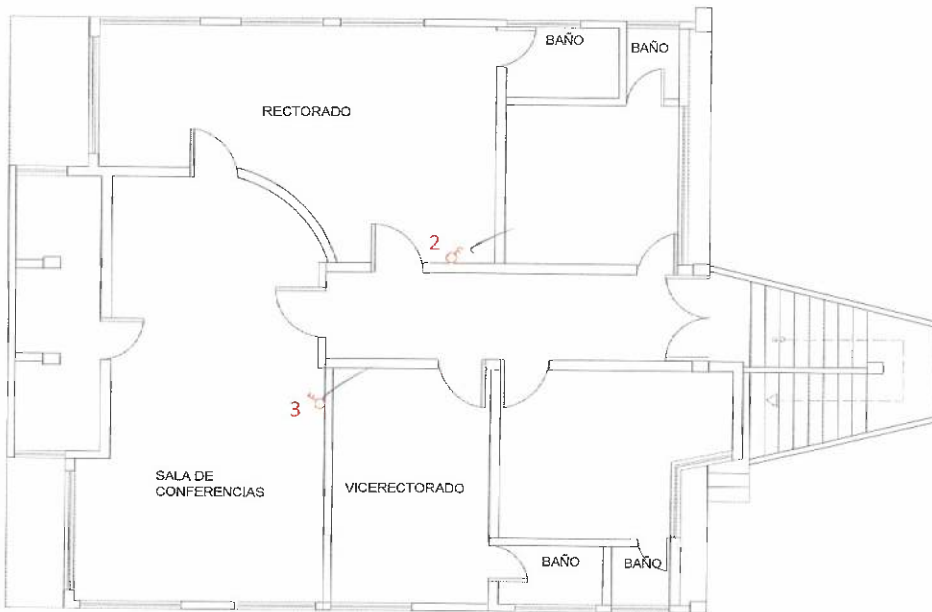 BAÑO
BAÑO
RECTORADO
2
3
SALA DE
CONFERENCIAS
VICERECTORADO
BAÑO
BAÑO